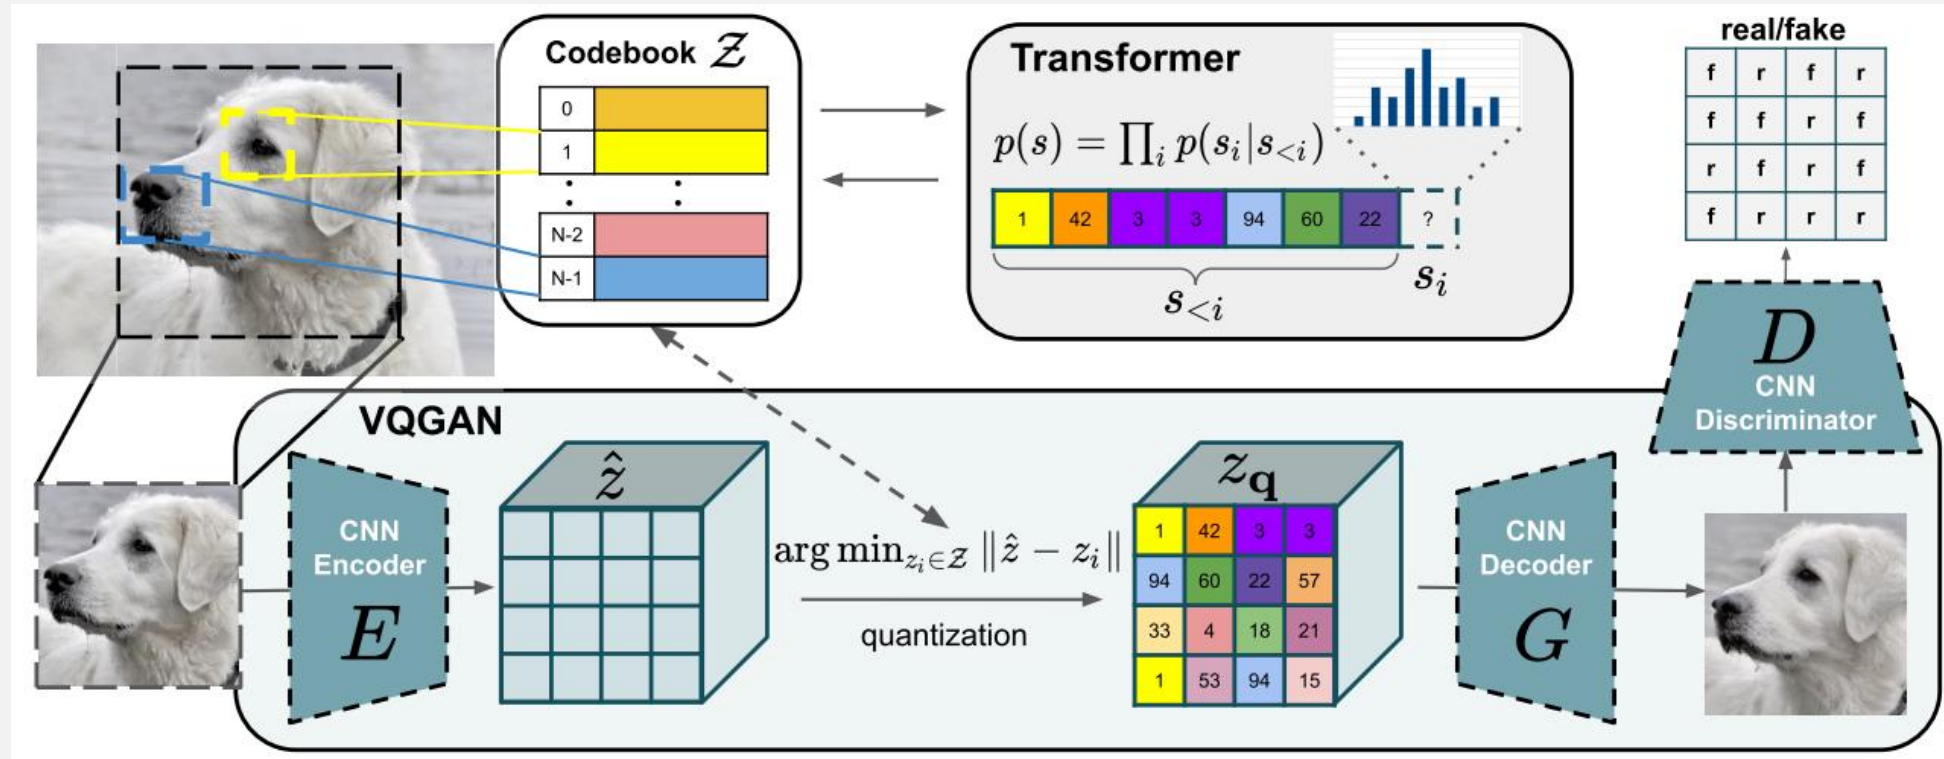 Codebook 𝒵
0
1
N-2
N-1
Transformer
p(s) = ∏ᵢ p(sᵢ|s<ᵢ)
1 42 3 3 94 60 22 ?
s<ᵢ
sᵢ
real/fake
f r f r
f f r f
r f r f
f r r r
D
CNN
Discriminator
VQGAN
CNN
Encoder
E
ẑ
arg min_{zᵢ∈𝒵} ‖ẑ − zᵢ‖
quantization
z_q
1 42 3 3
94 60 22 57
33 4 18 21
1 53 94 15
CNN
Decoder
G